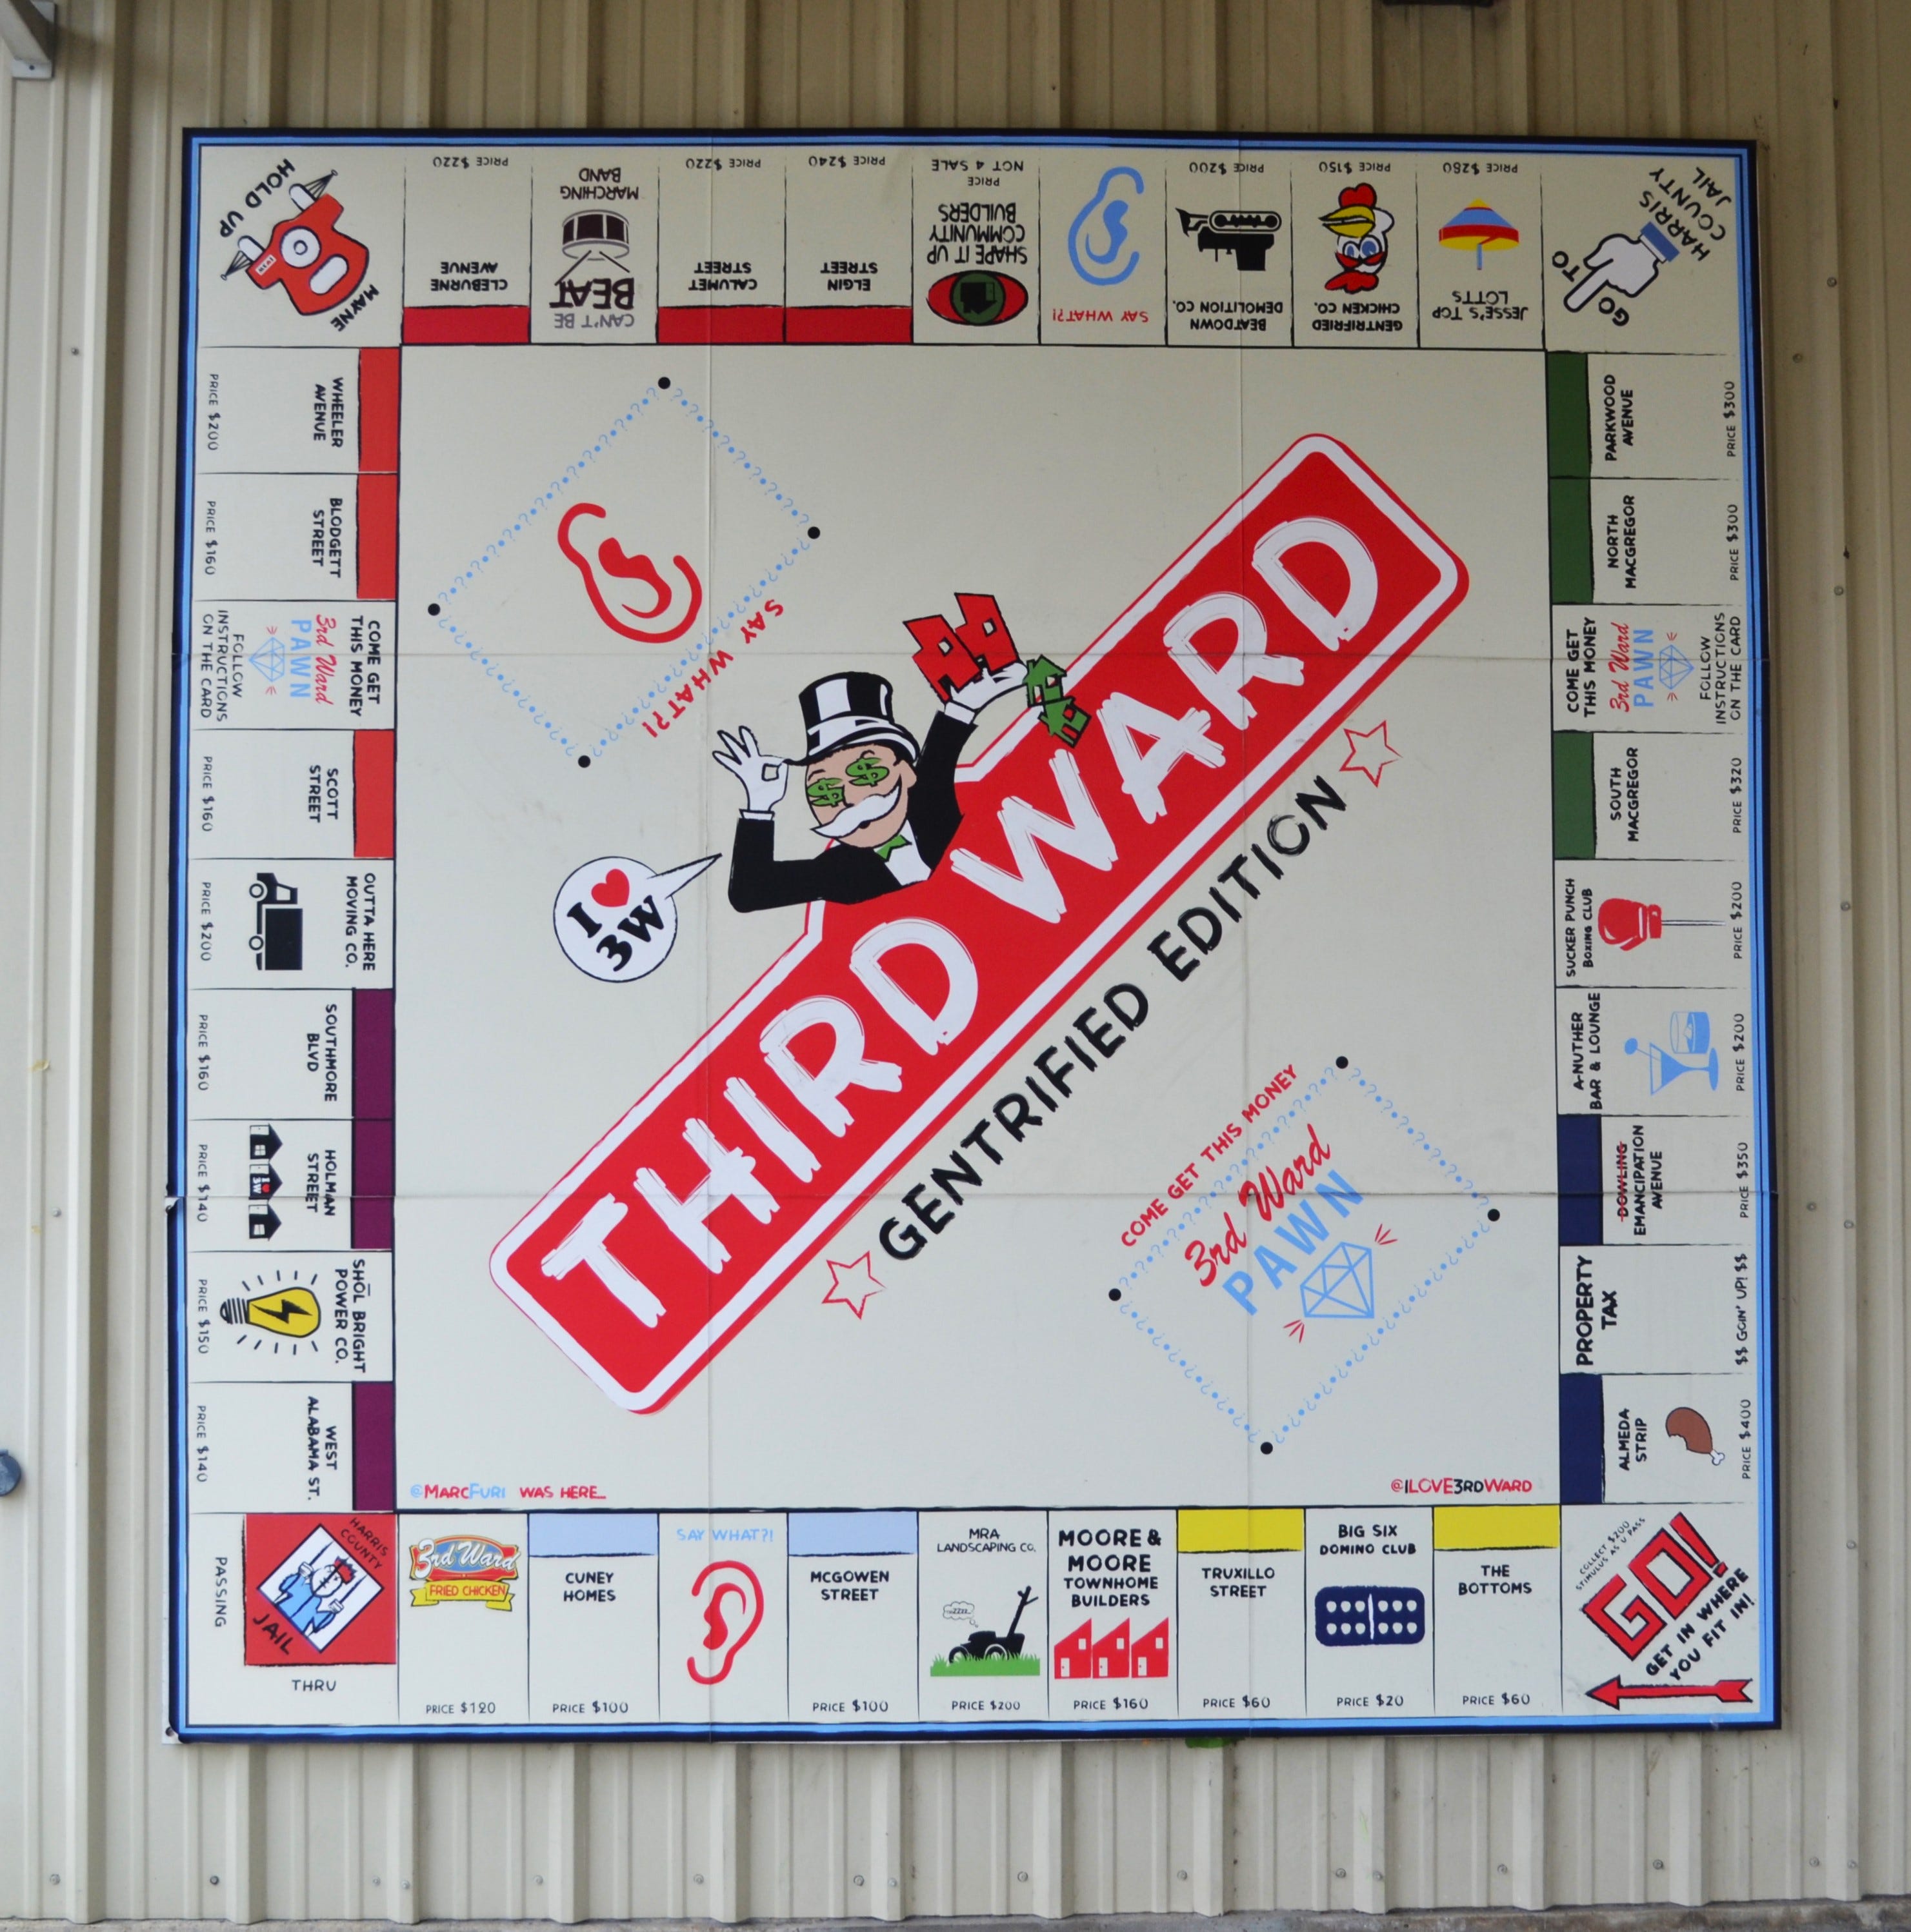 HOLD UP
MAYNE
CLEBURNE
AVENUE
PRICE $220
CAN'T BE
BEAT
MARCHING
BAND
CALUMET
STREET
PRICE $220
ELGIN
STREET
PRICE $240
SHAPE IT UP
COMMUNITY
BUILDERS
PRICE
NOT 4 SALE
SAY WHAT?!
BEATDOWN
DEMOLITION CO.
PRICE $200
GENTRIFRIED
CHICKEN CO.
PRICE $150
JESSE'S TOP
LOTTS
PRICE $280
GO TO
HARRIS
COUNTY
JAIL
PARKWOOD
AVENUE
PRICE $300
NORTH
MACGREGOR
PRICE $300
COME GET
THIS MONEY
3rd Ward
PAWN
FOLLOW
INSTRUCTIONS
ON THE CARD
SOUTH
MACGREGOR
PRICE $320
SUCKER PUNCH
BOXING CLUB
PRICE $200
A-NUTHER
BAR & LOUNGE
PRICE $200
DOWLING
EMANCIPATION
AVENUE
PRICE $350
PROPERTY
TAX
$$ GOIN' UP! $$
ALMEDA
STRIP
PRICE $400
COLLECT $200
STIMULUS AS U PASS
GO!
GET IN WHERE
YOU FIT IN!
THE
BOTTOMS
PRICE $60
BIG SIX
DOMINO CLUB
PRICE $20
TRUXILLO
STREET
PRICE $60
MOORE &
MOORE
TOWNHOME
BUILDERS
PRICE $160
MRA
LANDSCAPING CO.
ZZZZ
PRICE $200
MCGOWEN
STREET
PRICE $100
SAY WHAT?!
CUNEY
HOMES
PRICE $100
3rd Ward
FRIED CHICKEN
PRICE $120
HARRIS
COUNTY
JAIL
PASSING
THRU
WEST
ALABAMA ST.
PRICE $140
SHŌL BRIGHT
POWER CO.
PRICE $150
HOLMAN
STREET
I ♥
3W
PRICE $140
SOUTHMORE
BLVD
PRICE $160
OUTTA HERE
MOVING CO.
PRICE $200
SCOTT
STREET
PRICE $160
COME GET
THIS MONEY
3rd Ward
PAWN
FOLLOW
INSTRUCTIONS
ON THE CARD
BLODGETT
STREET
PRICE $160
WHEELER
AVENUE
PRICE $200
SAY WHAT?!
I ♥
3W
THIRD WARD
GENTRIFIED EDITION
COME GET THIS MONEY
3rd Ward
PAWN
@MARCFURI WAS HERE
@ILOVE3RDWARD